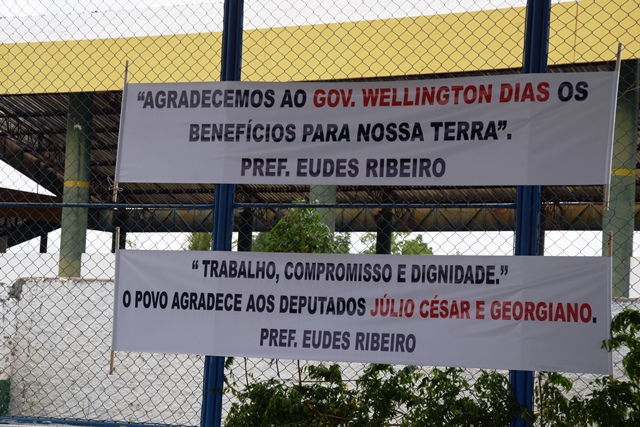 “AGRADECEMOS AO GOV. WELLINGTON DIAS OS
BENEFÍCIOS PARA NOSSA TERRA”.
PREF. EUDES RIBEIRO
“ TRABALHO, COMPROMISSO E DIGNIDADE.”
O POVO AGRADECE AOS DEPUTADOS JÚLIO CÉSAR E GEORGIANO.
PREF. EUDES RIBEIRO